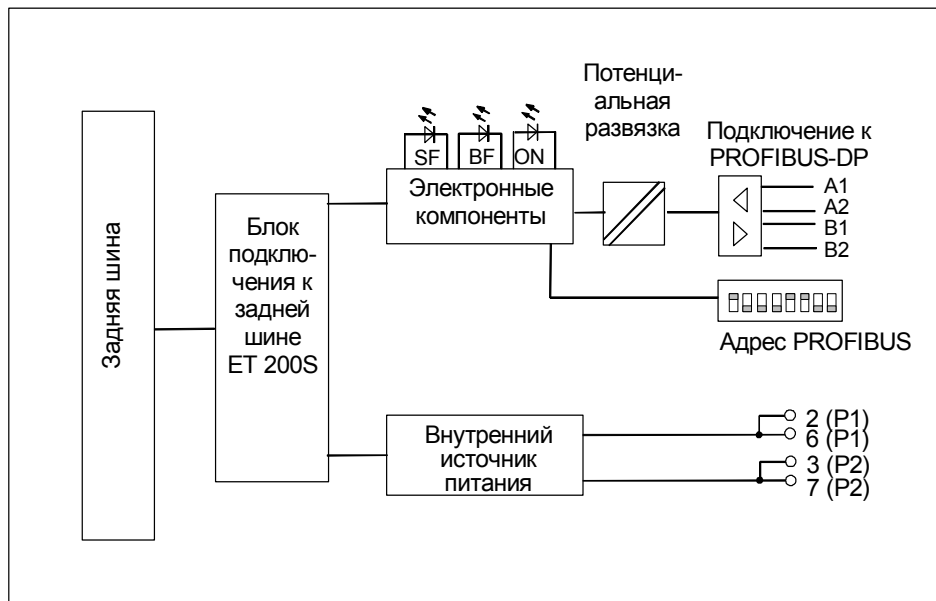 Задняя шина
Блок
подклю-
чения к
задней
шине
ET 200S
SF
BF
ON
Электронные
компоненты
Потенци-
альная
развязка
Подключение к
PROFIBUS-DP
A1
A2
B1
B2
Адрес PROFIBUS
Внутренний
источник
питания
2 (P1)
6 (P1)
3 (P2)
7 (P2)